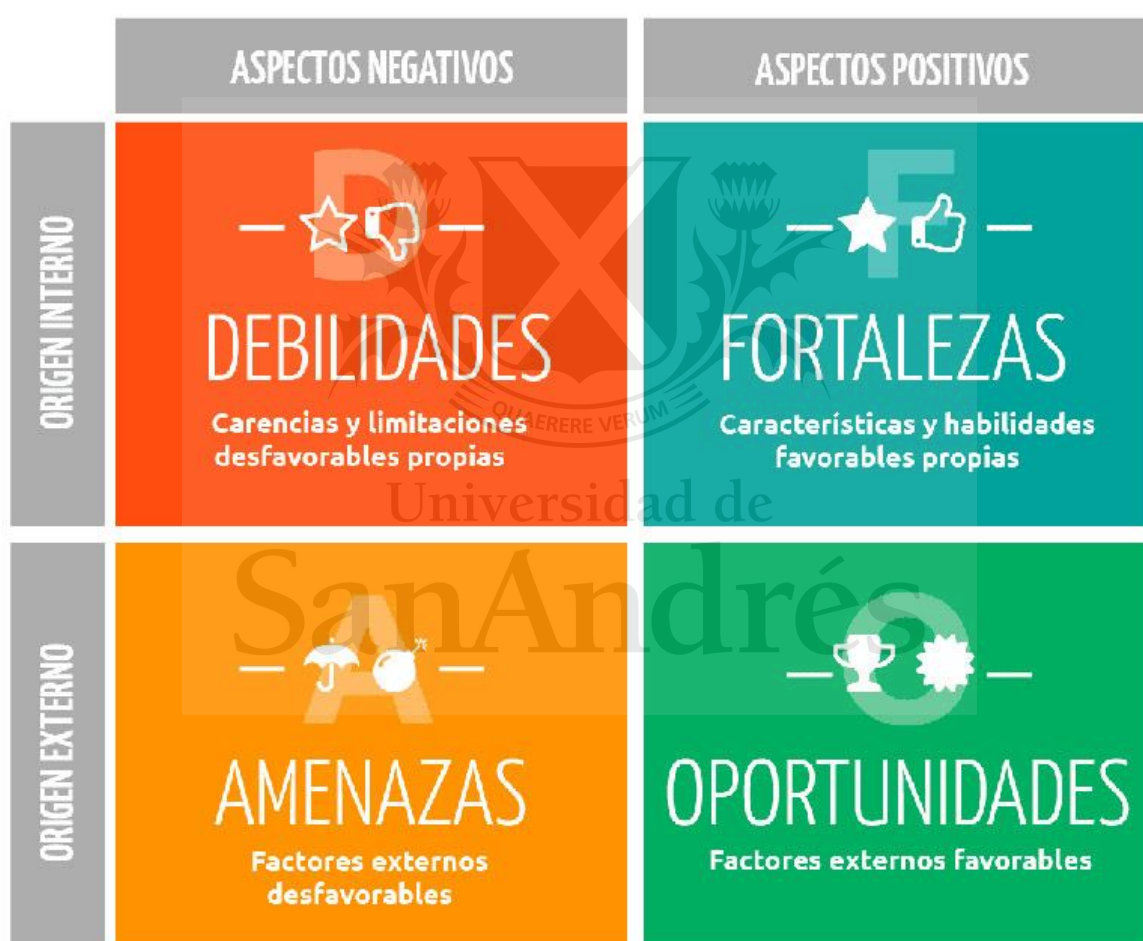 ASPECTOS NEGATIVOS
ASPECTOS POSITIVOS
ORIGEN INTERNO
D
DEBILIDADES
Carencias y limitaciones
desfavorables propias
F
FORTALEZAS
Características y habilidades
favorables propias
QUAERERE VERUM
Universidad de
SanAndrés
ORIGEN EXTERNO
A
AMENAZAS
Factores externos
desfavorables
O
OPORTUNIDADES
Factores externos favorables